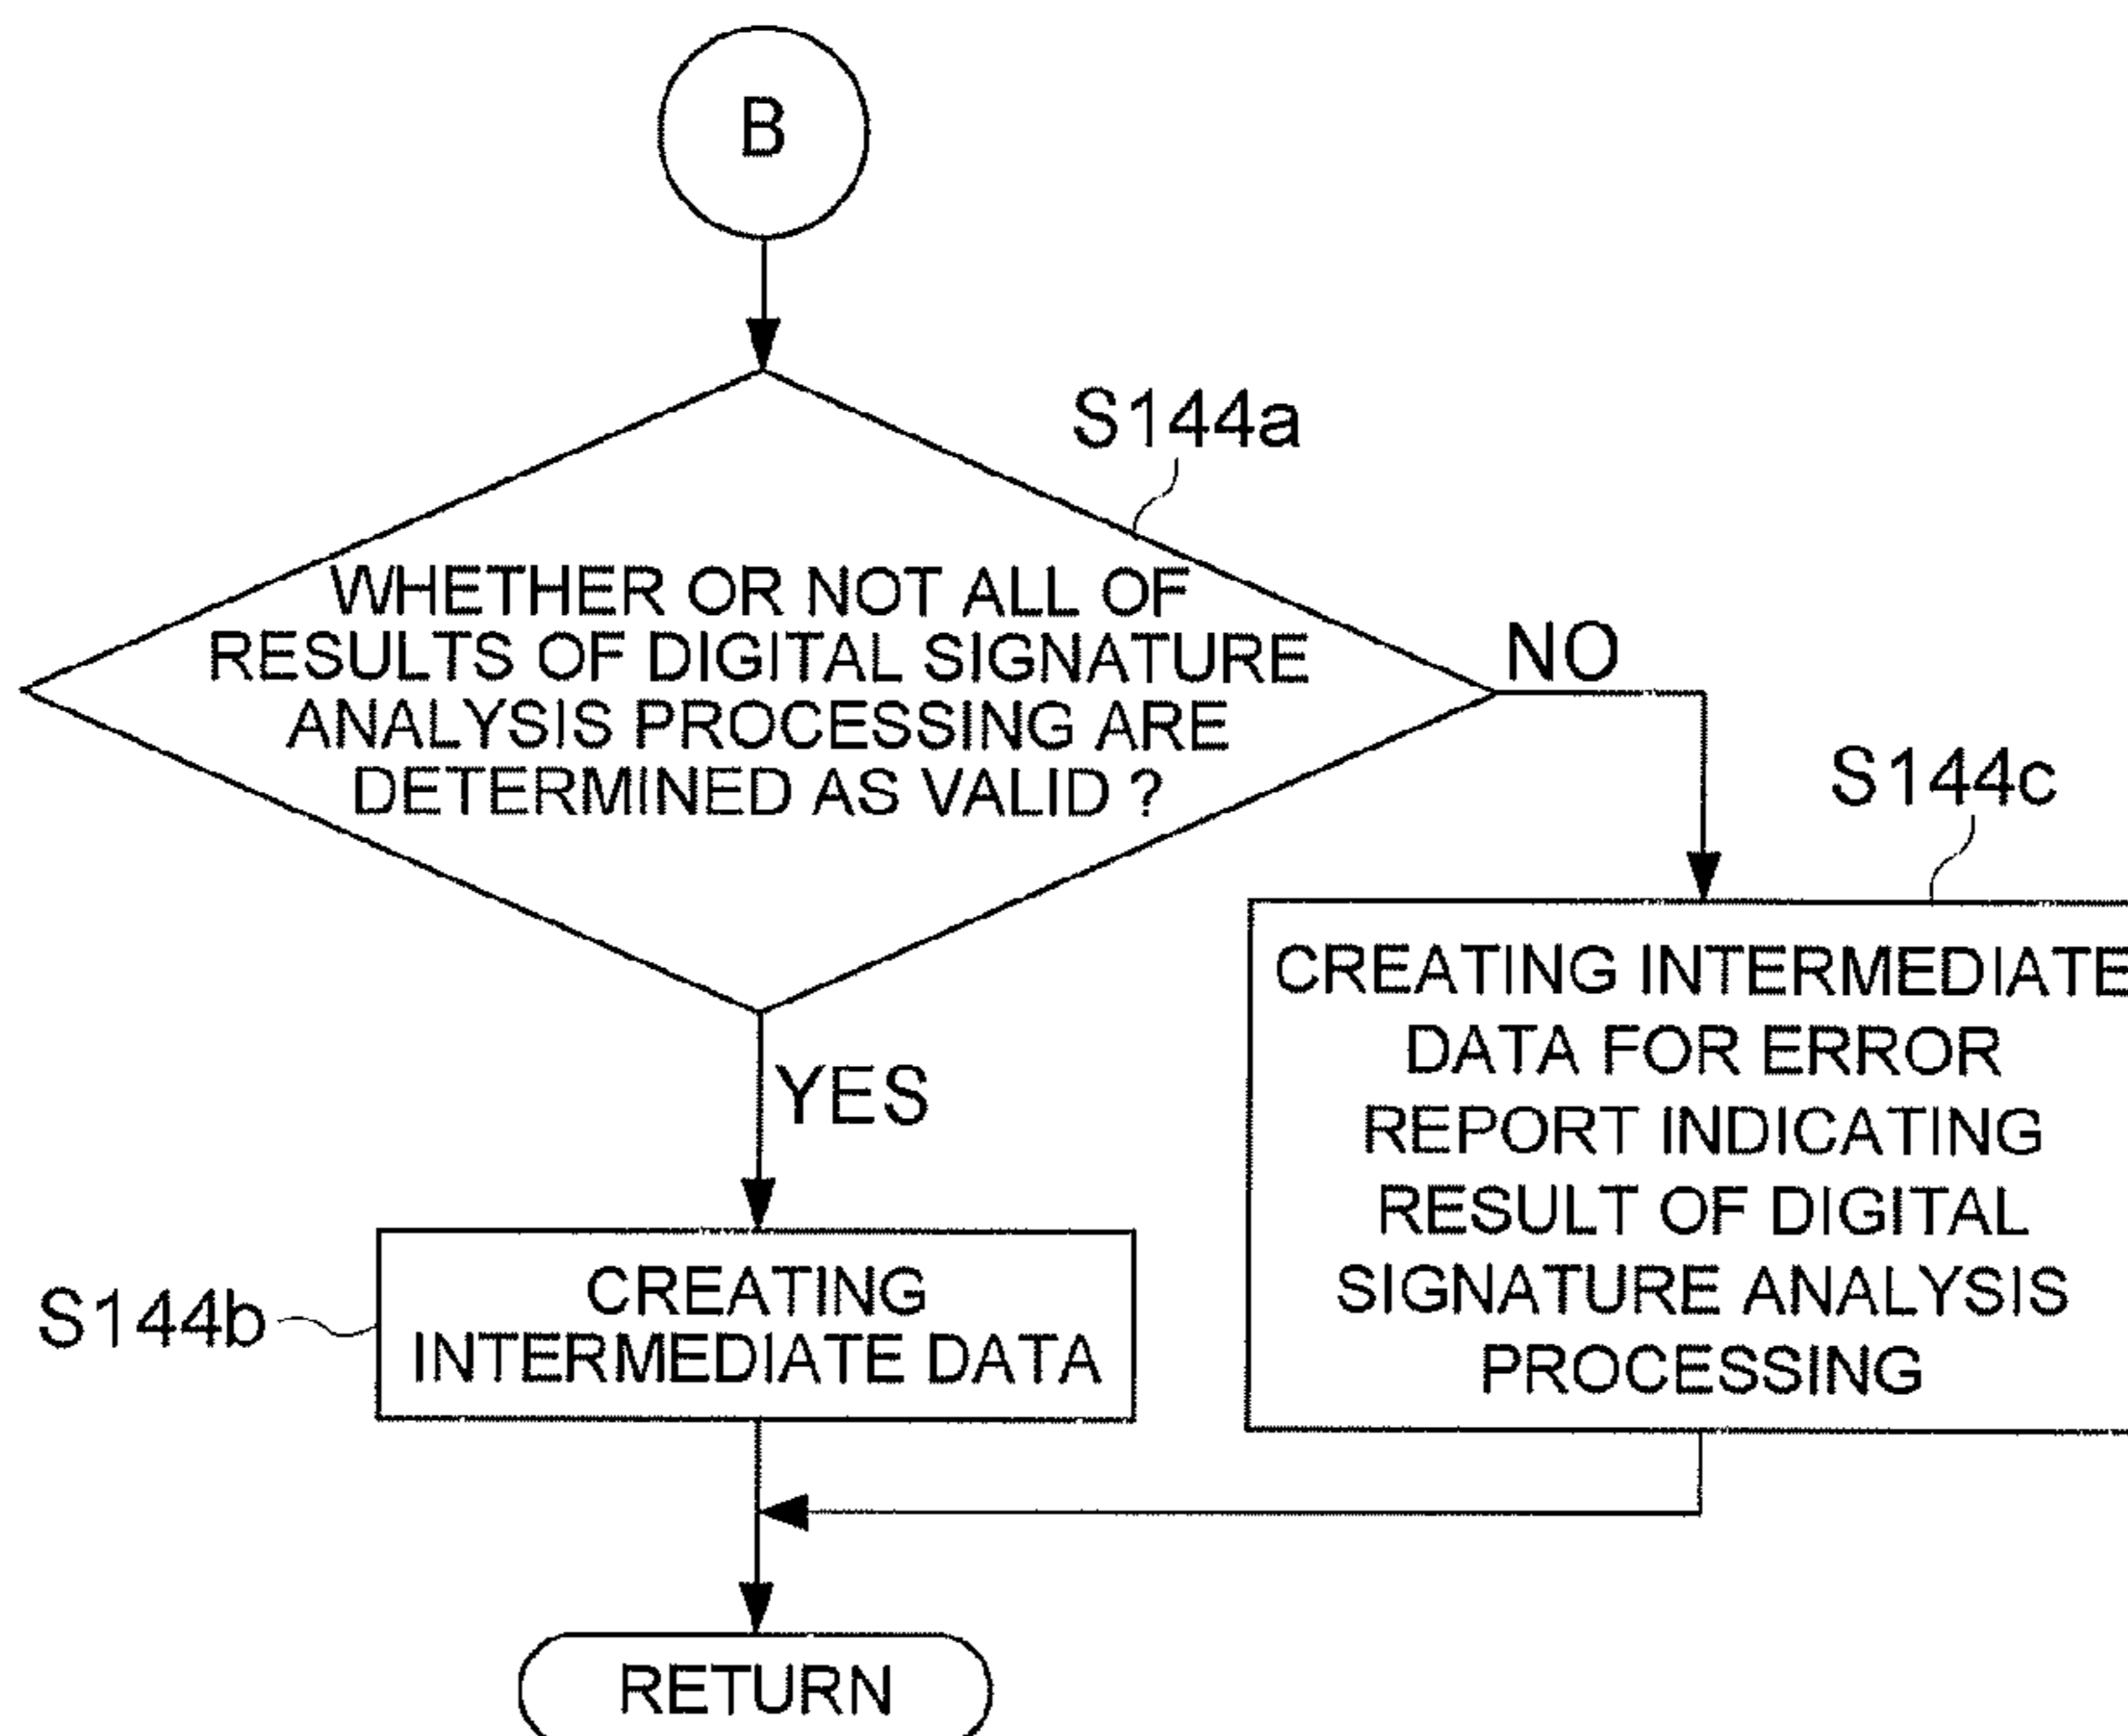 B
S144a
WHETHER OR NOT ALL OF
RESULTS OF DIGITAL SIGNATURE
ANALYSIS PROCESSING ARE
DETERMINED AS VALID ?
NO
S144c
CREATING INTERMEDIATE
DATA FOR ERROR
REPORT INDICATING
RESULT OF DIGITAL
SIGNATURE ANALYSIS
PROCESSING
YES
S144b
CREATING
INTERMEDIATE DATA
RETURN